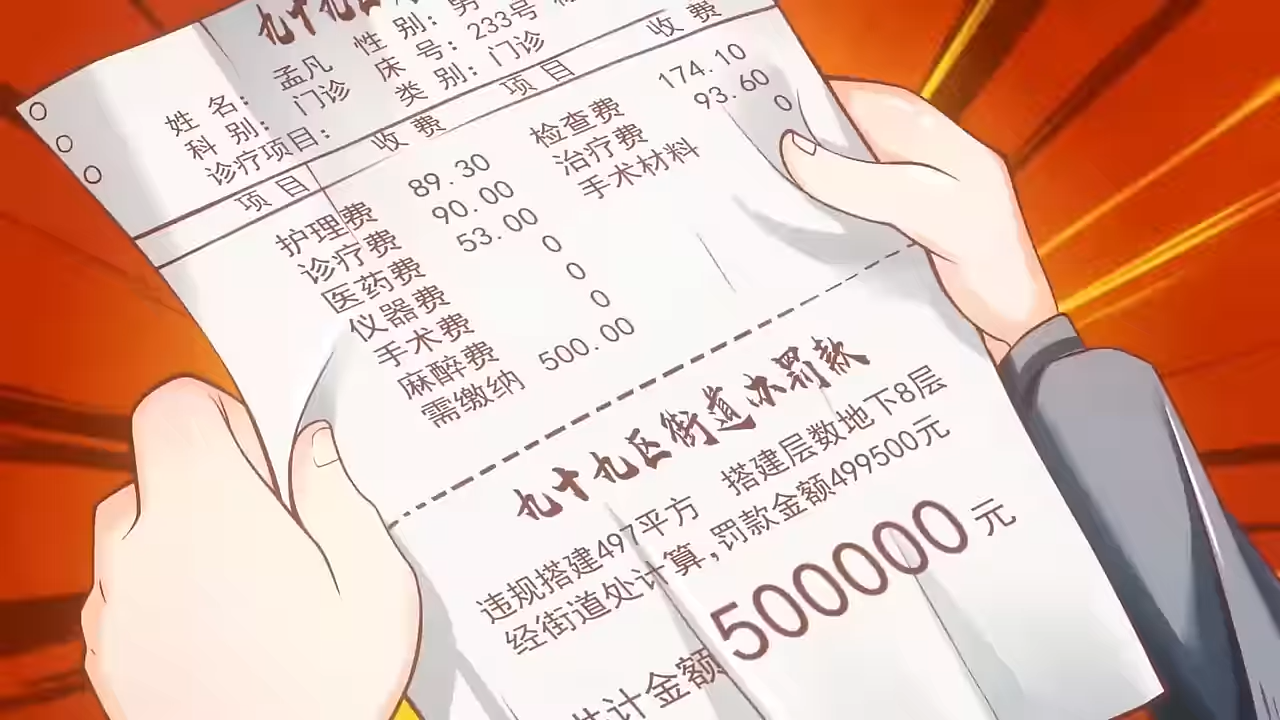 九十九区
姓 名：孟凡 性 别：男
科 别：门诊 床 号：233号
诊疗项目： 类 别：门诊
项 目 收 费 项 目 收 费
护理费 89.30 检查费 174.10
诊疗费 90.00 治疗费 93.60
医药费 53.00 手术材料 0
仪器费 0
手术费 0
麻醉费 0
需缴纳 500.00
九十九区街道办罚款
违规搭建497平方 搭建层数地下8层
经街道处计算，罚款金额499500元
计金额500000元